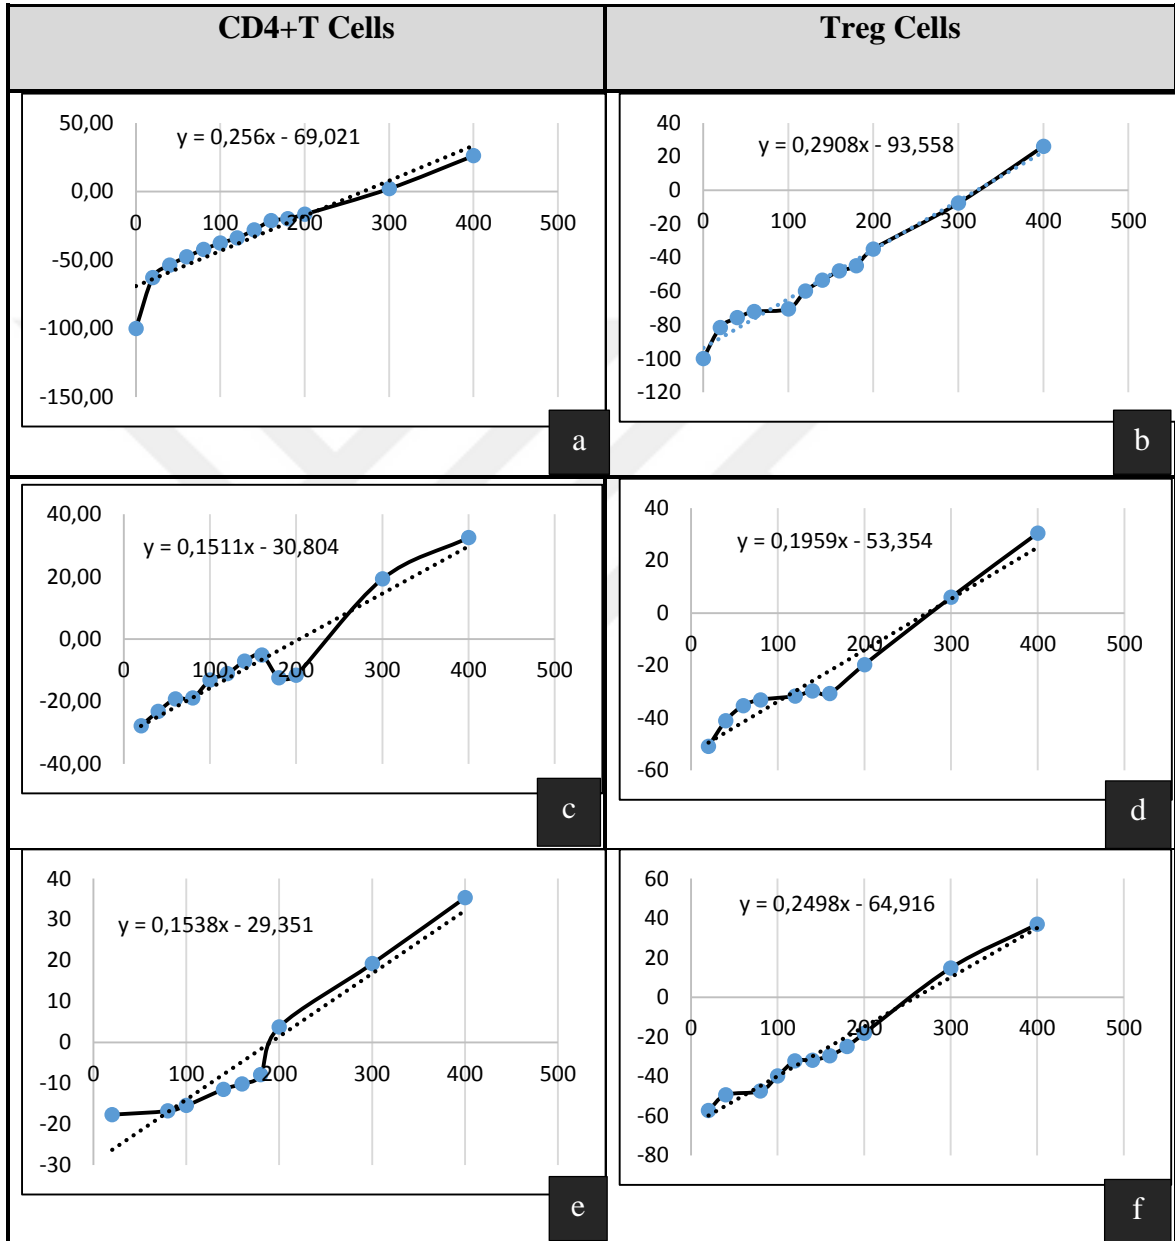 CD4+T Cells
Treg Cells
y = 0,256x - 69,021
50,00
0,00
-50,00
-100,00
-150,00
0 100 200 300 400 500
a
y = 0,2908x - 93,558
40
20
0
-20
-40
-60
-80
-100
-120
0 100 200 300 400 500
b
y = 0,1511x - 30,804
40,00
20,00
0,00
-20,00
-40,00
0 100 200 300 400 500
c
y = 0,1959x - 53,354
40
20
0
-20
-40
-60
0 100 200 300 400 500
d
y = 0,1538x - 29,351
40
30
20
10
0
-10
-20
-30
0 100 200 300 400 500
e
y = 0,2498x - 64,916
60
40
20
0
-20
-40
-60
-80
0 100 200 300 400 500
f